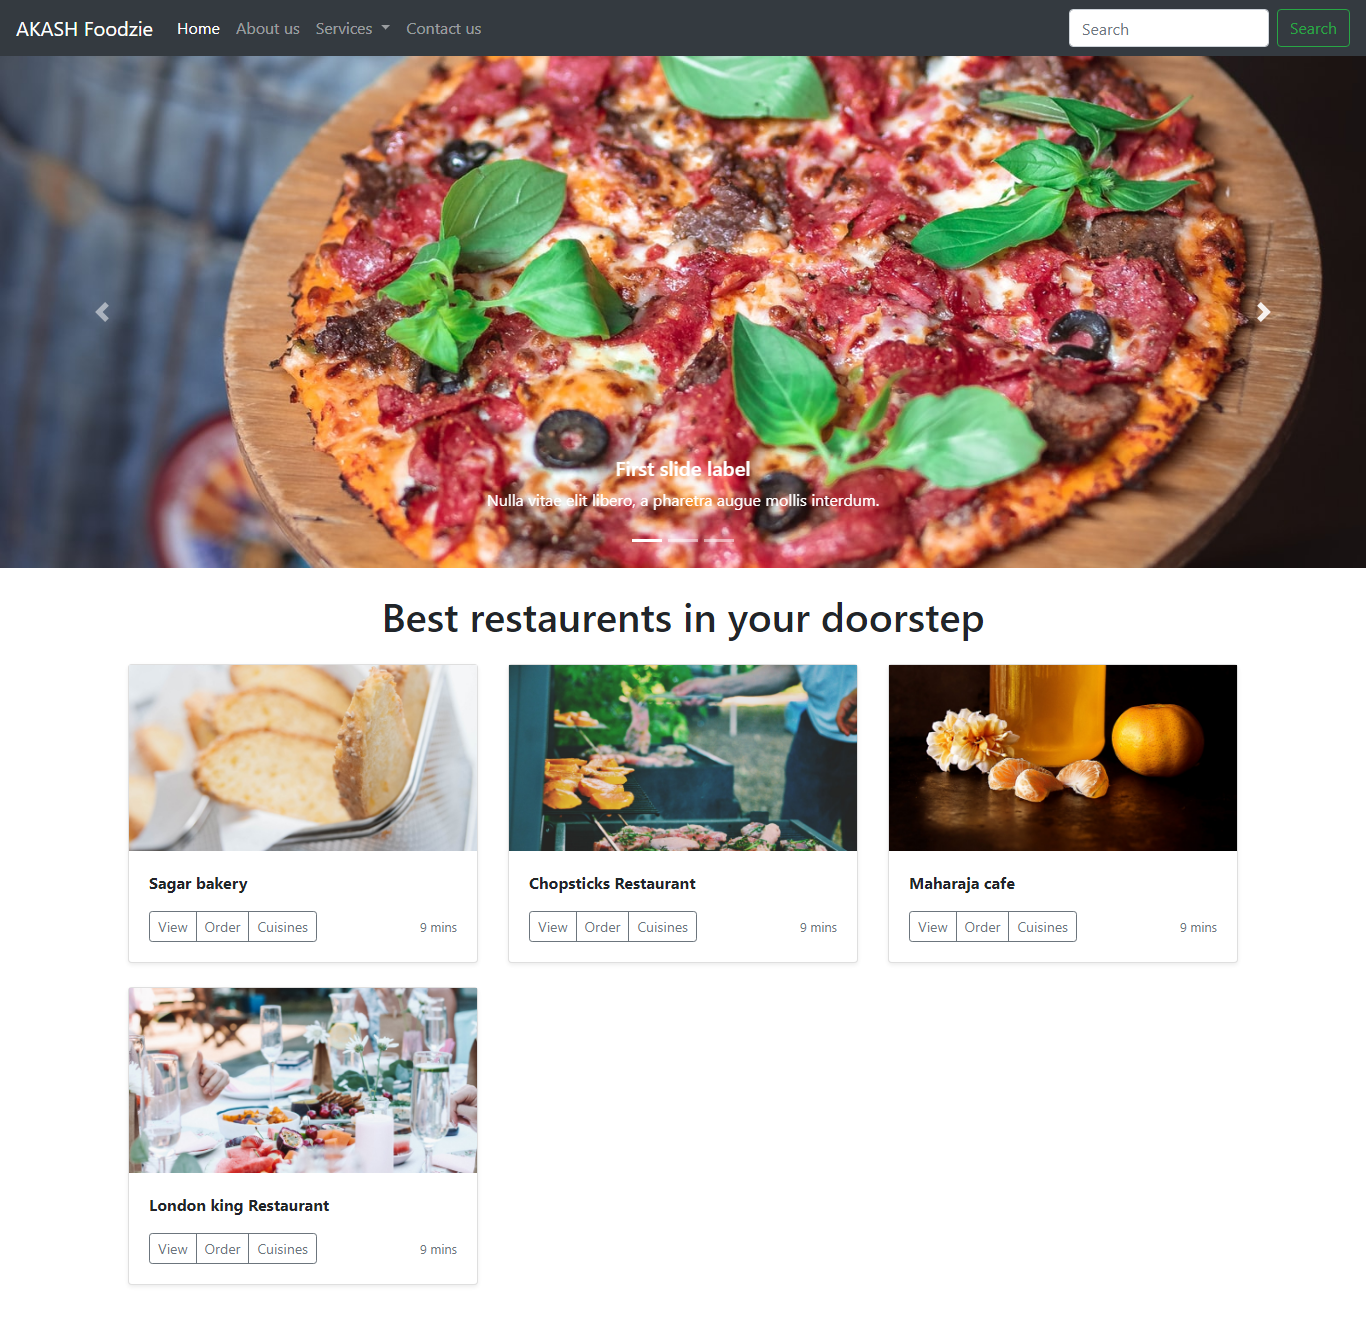 AKASH Foodzie Home About us Services Contact us Search Search
First slide label
Nulla vitae elit libero, a pharetra augue mollis interdum.
Best restaurents in your doorstep
Sagar bakery
View Order Cuisines 9 mins
Chopsticks Restaurant
View Order Cuisines 9 mins
Maharaja cafe
View Order Cuisines 9 mins
London king Restaurant
View Order Cuisines 9 mins